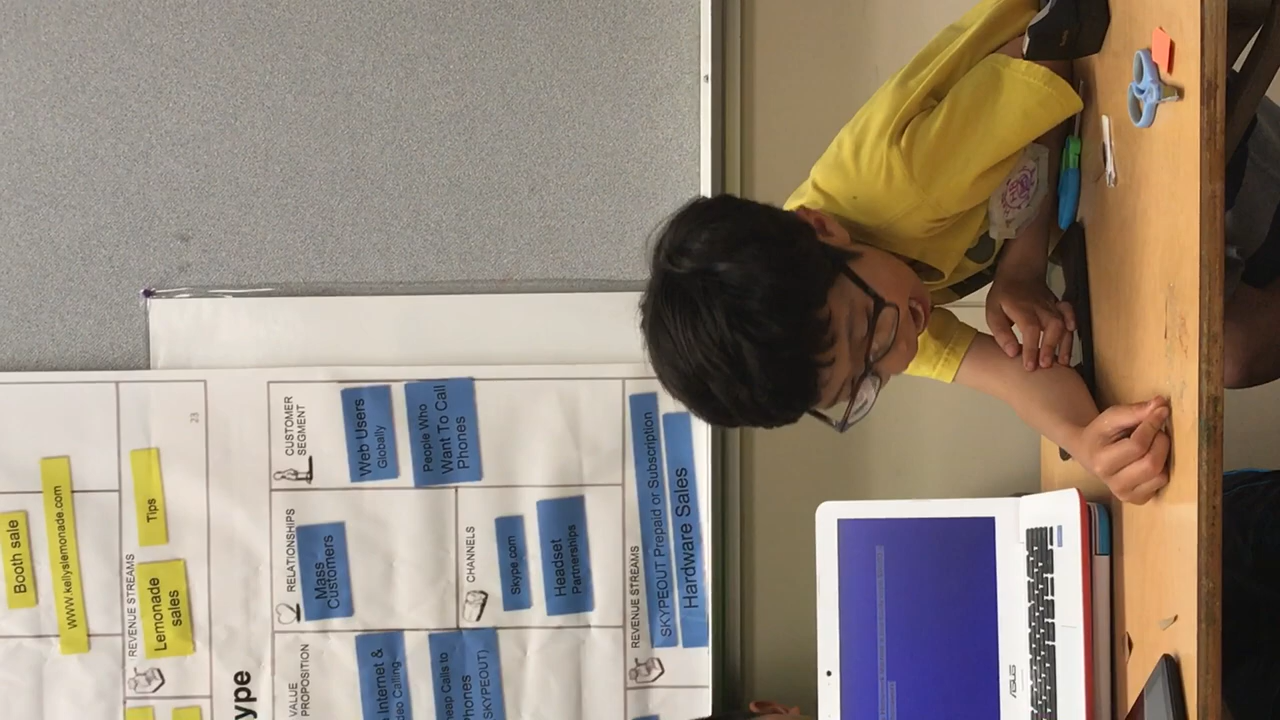 Booth sale
www.kellyslemonade.com
REVENUE STREAMS
Lemonade
sales
Tips
23
ype
VALUE
PROPOSITION
Internet &
Calling
Calls to
Phones
SKYPEOUT)
RELATIONSHIPS
Mass
Customers
CHANNELS
Skype.com
Headset
Partnerships
CUSTOMER
SEGMENT
Web Users
Globally
People Who
Want To Call
Phones
REVENUE STREAMS
SKYPEOUT Prepaid or Subscription
Hardware Sales
ASUS